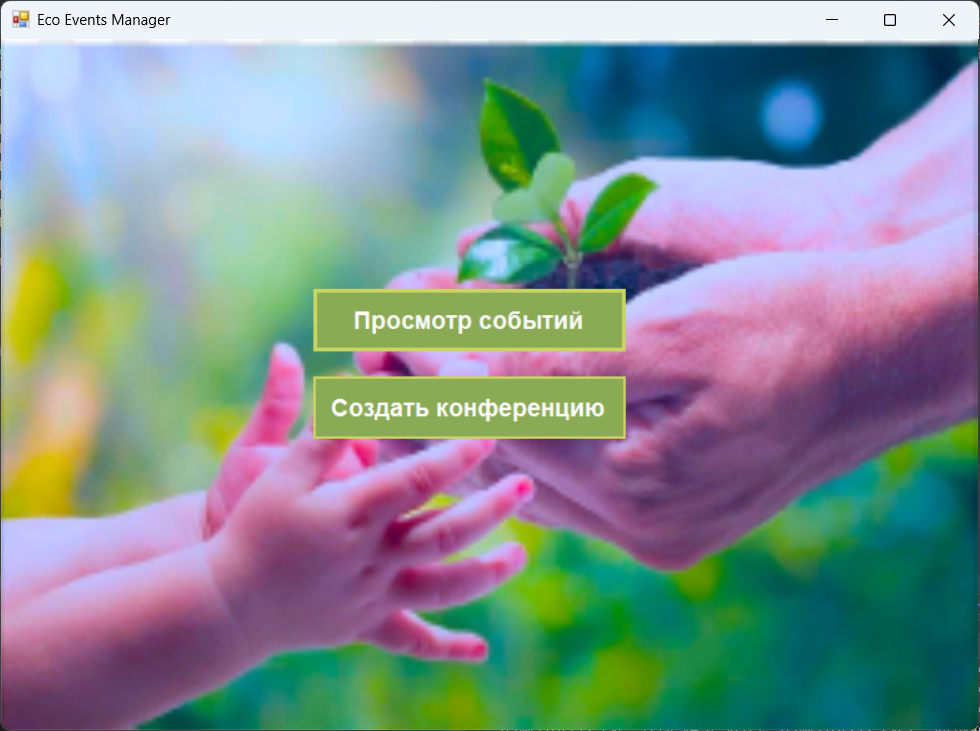 Eco Events Manager
Просмотр событий
Создать конференцию